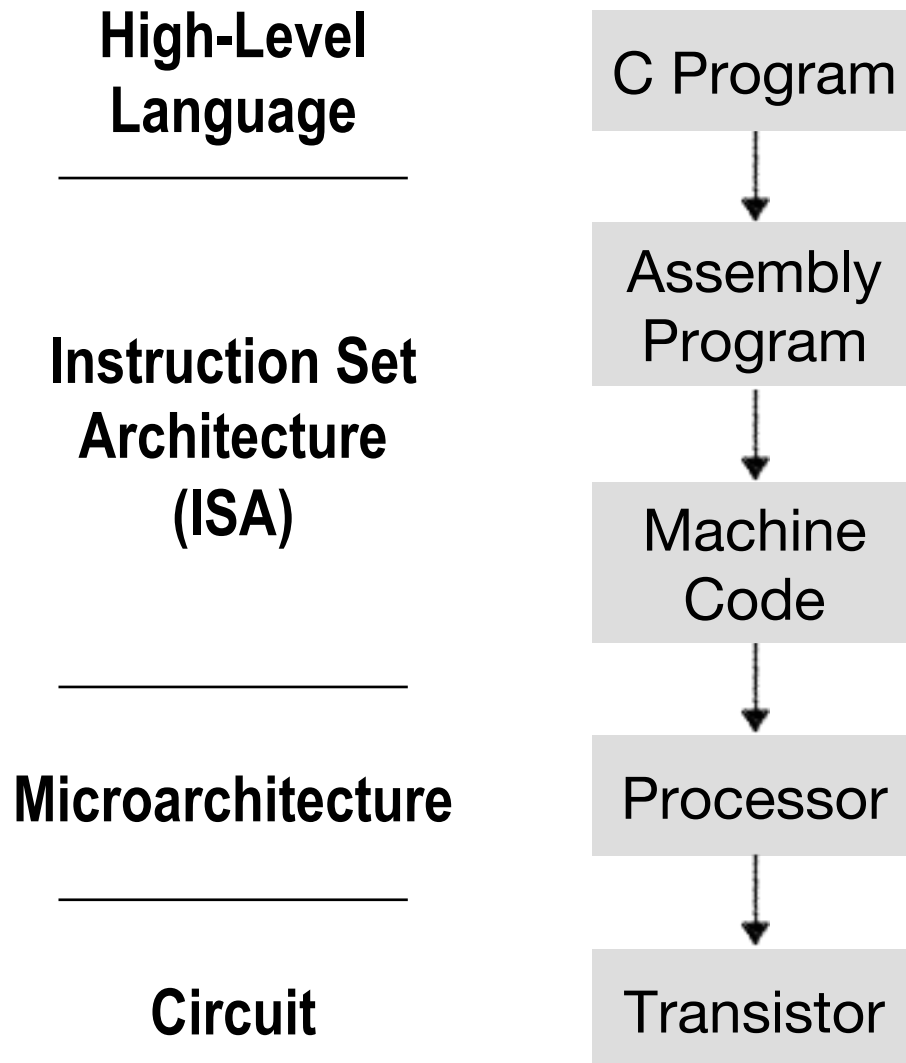 High-Level
Language
C Program
Assembly
Program
Instruction Set
Architecture
(ISA)
Machine
Code
Microarchitecture
Processor
Circuit
Transistor